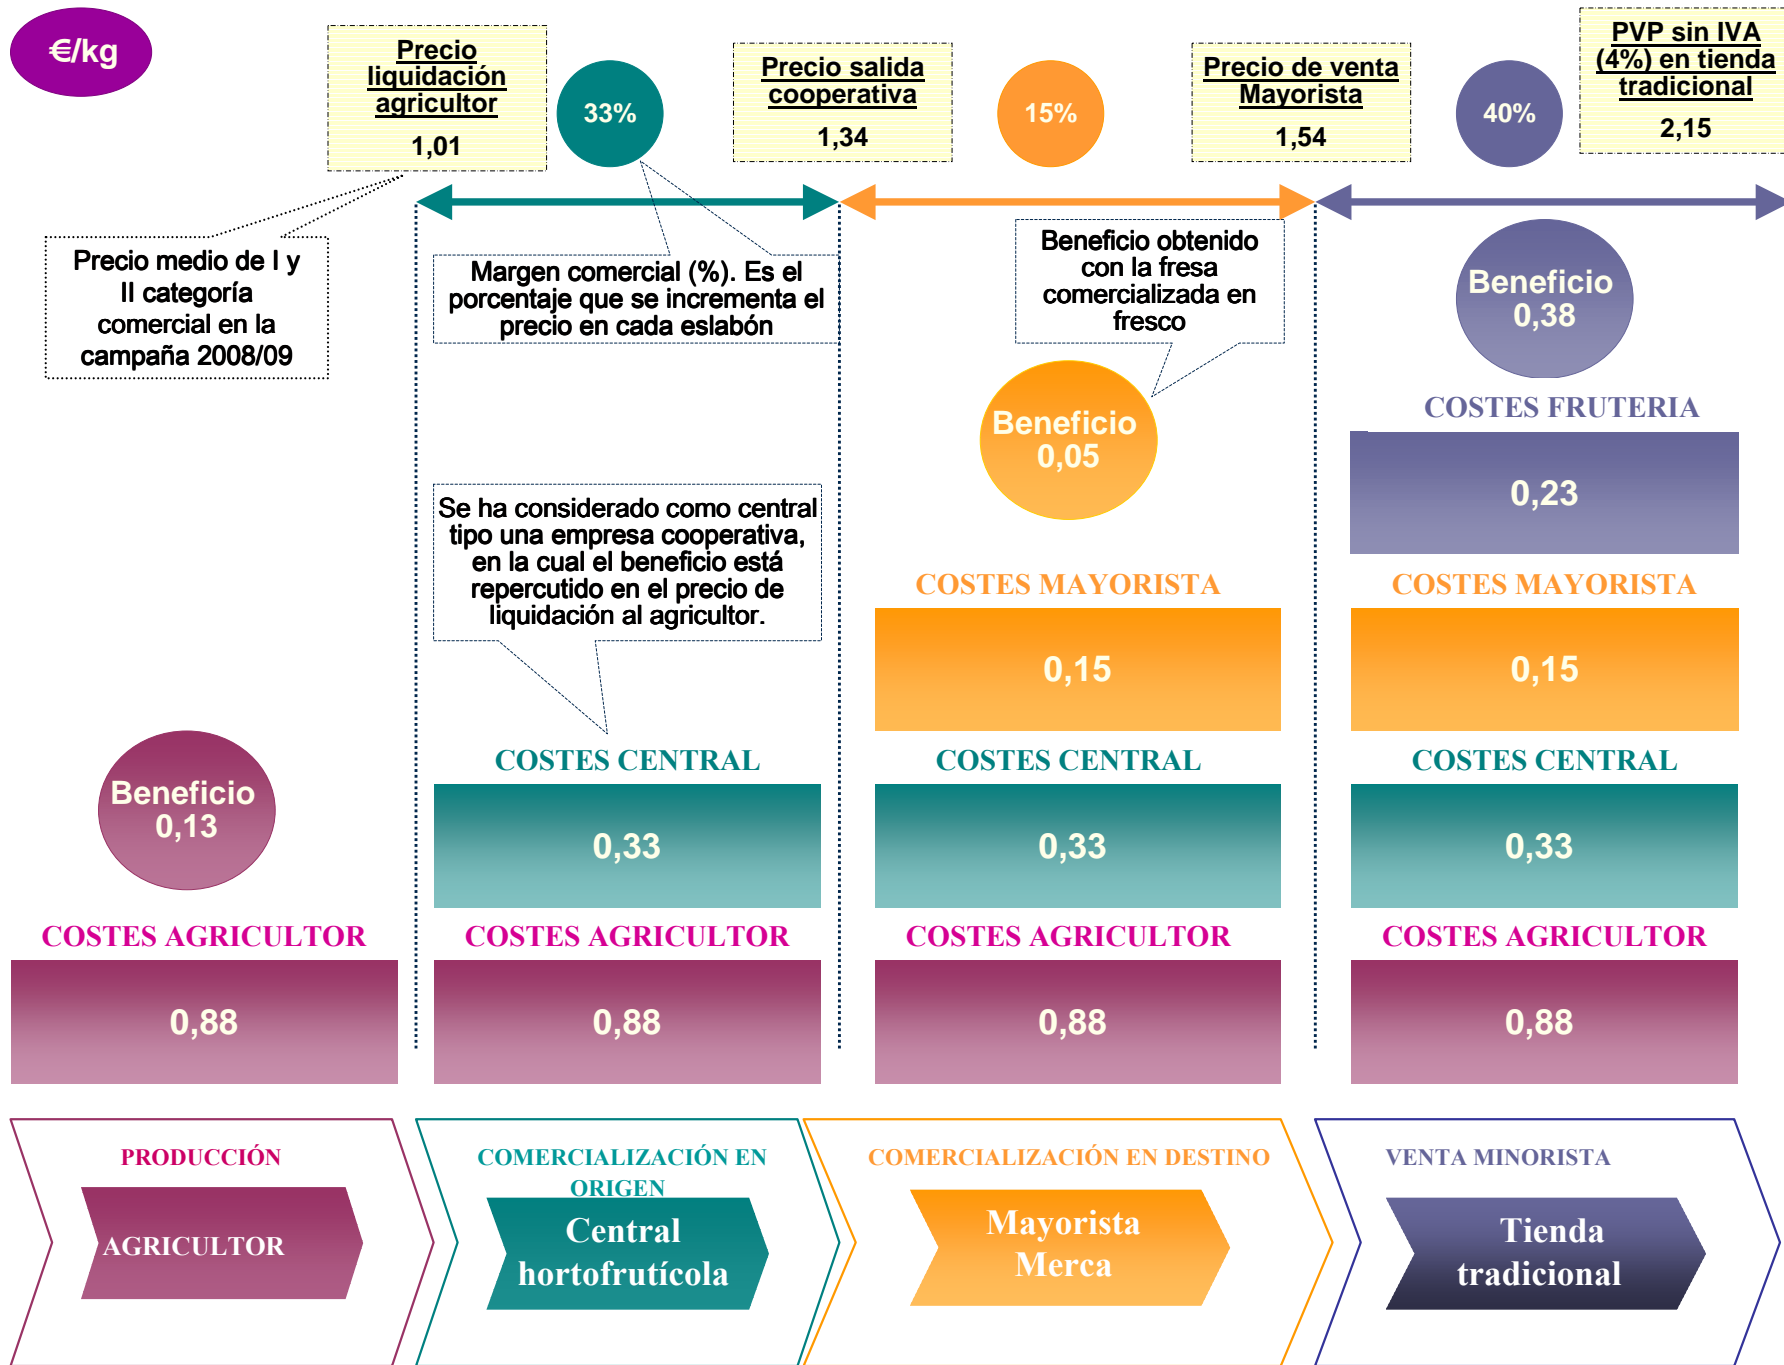 €/kg
Precio
liquidación
agricultor
1,01
33%
Precio salida
cooperativa
1,34
15%
Precio de venta
Mayorista
1,54
40%
PVP sin IVA
(4%) en tienda
tradicional
2,15
Precio medio de I y
II categoría
comercial en la
campaña 2008/09
Margen comercial (%). Es el
porcentaje que se incrementa el
precio en cada eslabón
Beneficio obtenido
con la fresa
comercializada en
fresco
Beneficio
0,38
Beneficio
0,05
COSTES FRUTERIA
0,23
Se ha considerado como central
tipo una empresa cooperativa,
en la cual el beneficio está
repercutido en el precio de
liquidación al agricultor.
COSTES MAYORISTA
0,15
COSTES MAYORISTA
0,15
Beneficio
0,13
COSTES CENTRAL
0,33
COSTES CENTRAL
0,33
COSTES CENTRAL
0,33
COSTES AGRICULTOR
0,88
COSTES AGRICULTOR
0,88
COSTES AGRICULTOR
0,88
COSTES AGRICULTOR
0,88
PRODUCCIÓN
AGRICULTOR
COMERCIALIZACIÓN EN
ORIGEN
Central
hortofrutícola
COMERCIALIZACIÓN EN DESTINO
Mayorista
Merca
VENTA MINORISTA
Tienda
tradicional